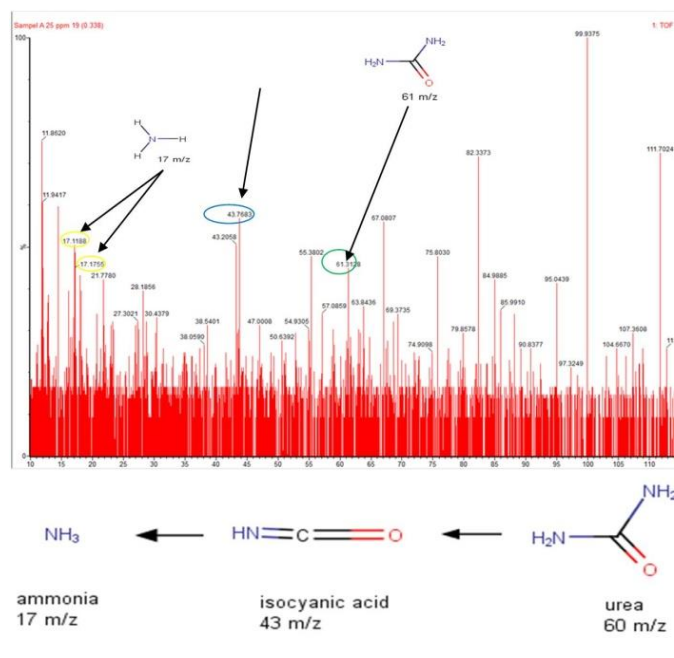 Sampel A 25 ppm 19 (0.338)
1: TOF
99.9375
100
NH₂
H₂N
O
61 m/z
H
N
H
H
17 m/z
11.8620
82.3373
111.7024
11.9417
43.7683
67.0807
17.1188
43.2058
%
17.1755
55.3802
61.3128
75.8030
21.7780
84.9885
95.0439
28.1856
57.0859
63.8436
85.9910
27.3021
30.4379
38.5401
47.0008
54.9305
69.3735
107.3608
38.0590
50.6392
74.9098
79.8578
90.8377
104.6670
97.3249
0
10 15 20 25 30 35 40 45 50 55 60 65 70 75 80 85 90 95 100 105 110
NH₃
HN
C
O
H₂N
NH₂
O
ammonia
17 m/z
isocyanic acid
43 m/z
urea
60 m/z